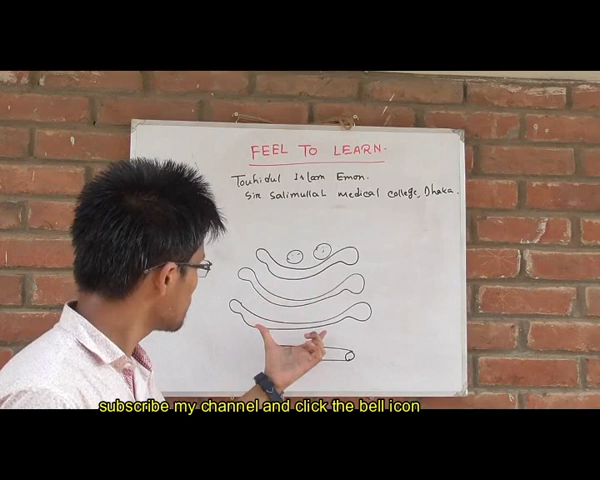 FEEL TO LEARN.
Touhidul Islam Emon.
Sir Salimullah medical college, Dhaka.
subscribe my channel and click the bell icon